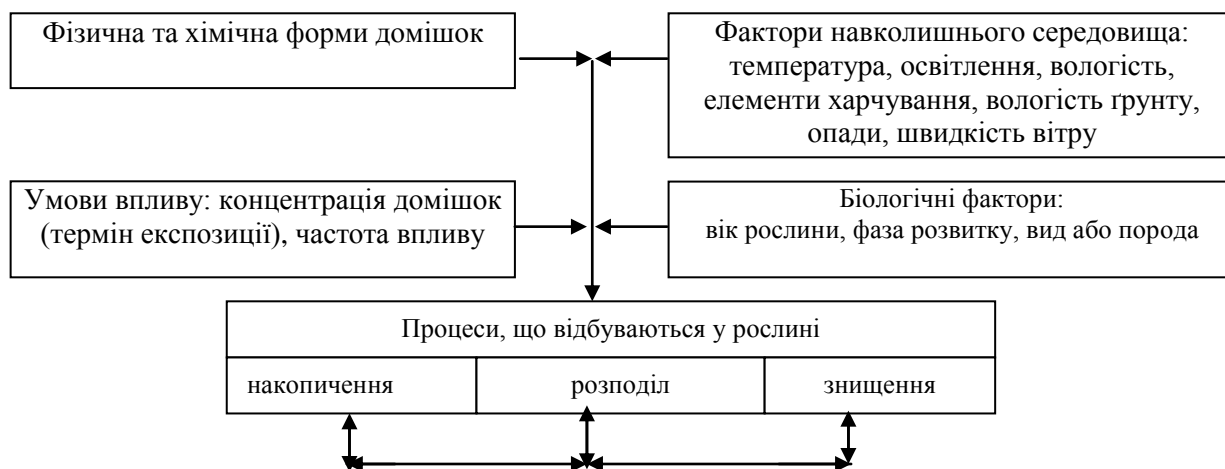 Фізична та хімічна форми домішок
Фактори навколишнього середовища:
температура, освітлення, вологість,
елементи харчування, вологість ґрунту,
опади, швидкість вітру
Умови впливу: концентрація домішок
(термін експозиції), частота впливу
Біологічні фактори:
вік рослини, фаза розвитку, вид або порода
Процеси, що відбуваються у рослині
накопичення
розподіл
знищення